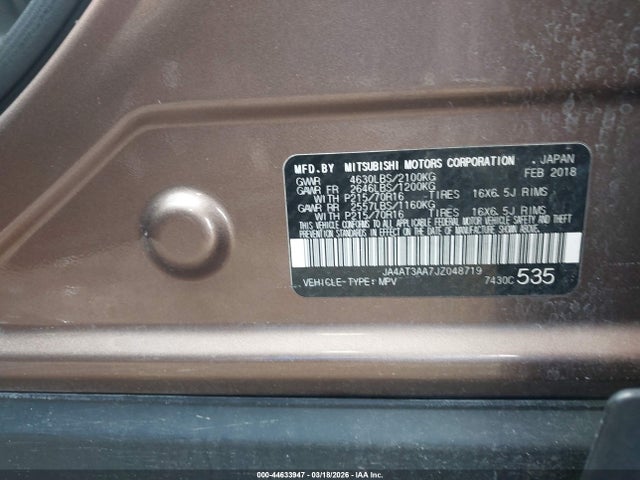 MFD.BY MITSUBISHI MOTORS CORPORATION . JAPAN
GVWR 4630LBS/2100KG FEB 2018
GAWR FR 2646LBS/1200KG
WITH P215/70R16 TIRES 16X6.5J RIMS
GAWR RR 2557LBS/1160KG
WITH P215/70R16 TIRES 16X6.5J RIMS
THIS VEHICLE CONFORMS TO ALL APPLICABLE FEDERAL MOTOR VEHICLE SAFETY, BUMPER, AND THEFT
PREVENTION STANDARDS IN EFFECT ON THE DATE OF MANUFACTURE SHOWN ABOVE.
JA4AT3AA7JZ048719
VEHICLE-TYPE: MPV 7430C 535
000-44633947 - 03/18/2026 - IAA Inc.